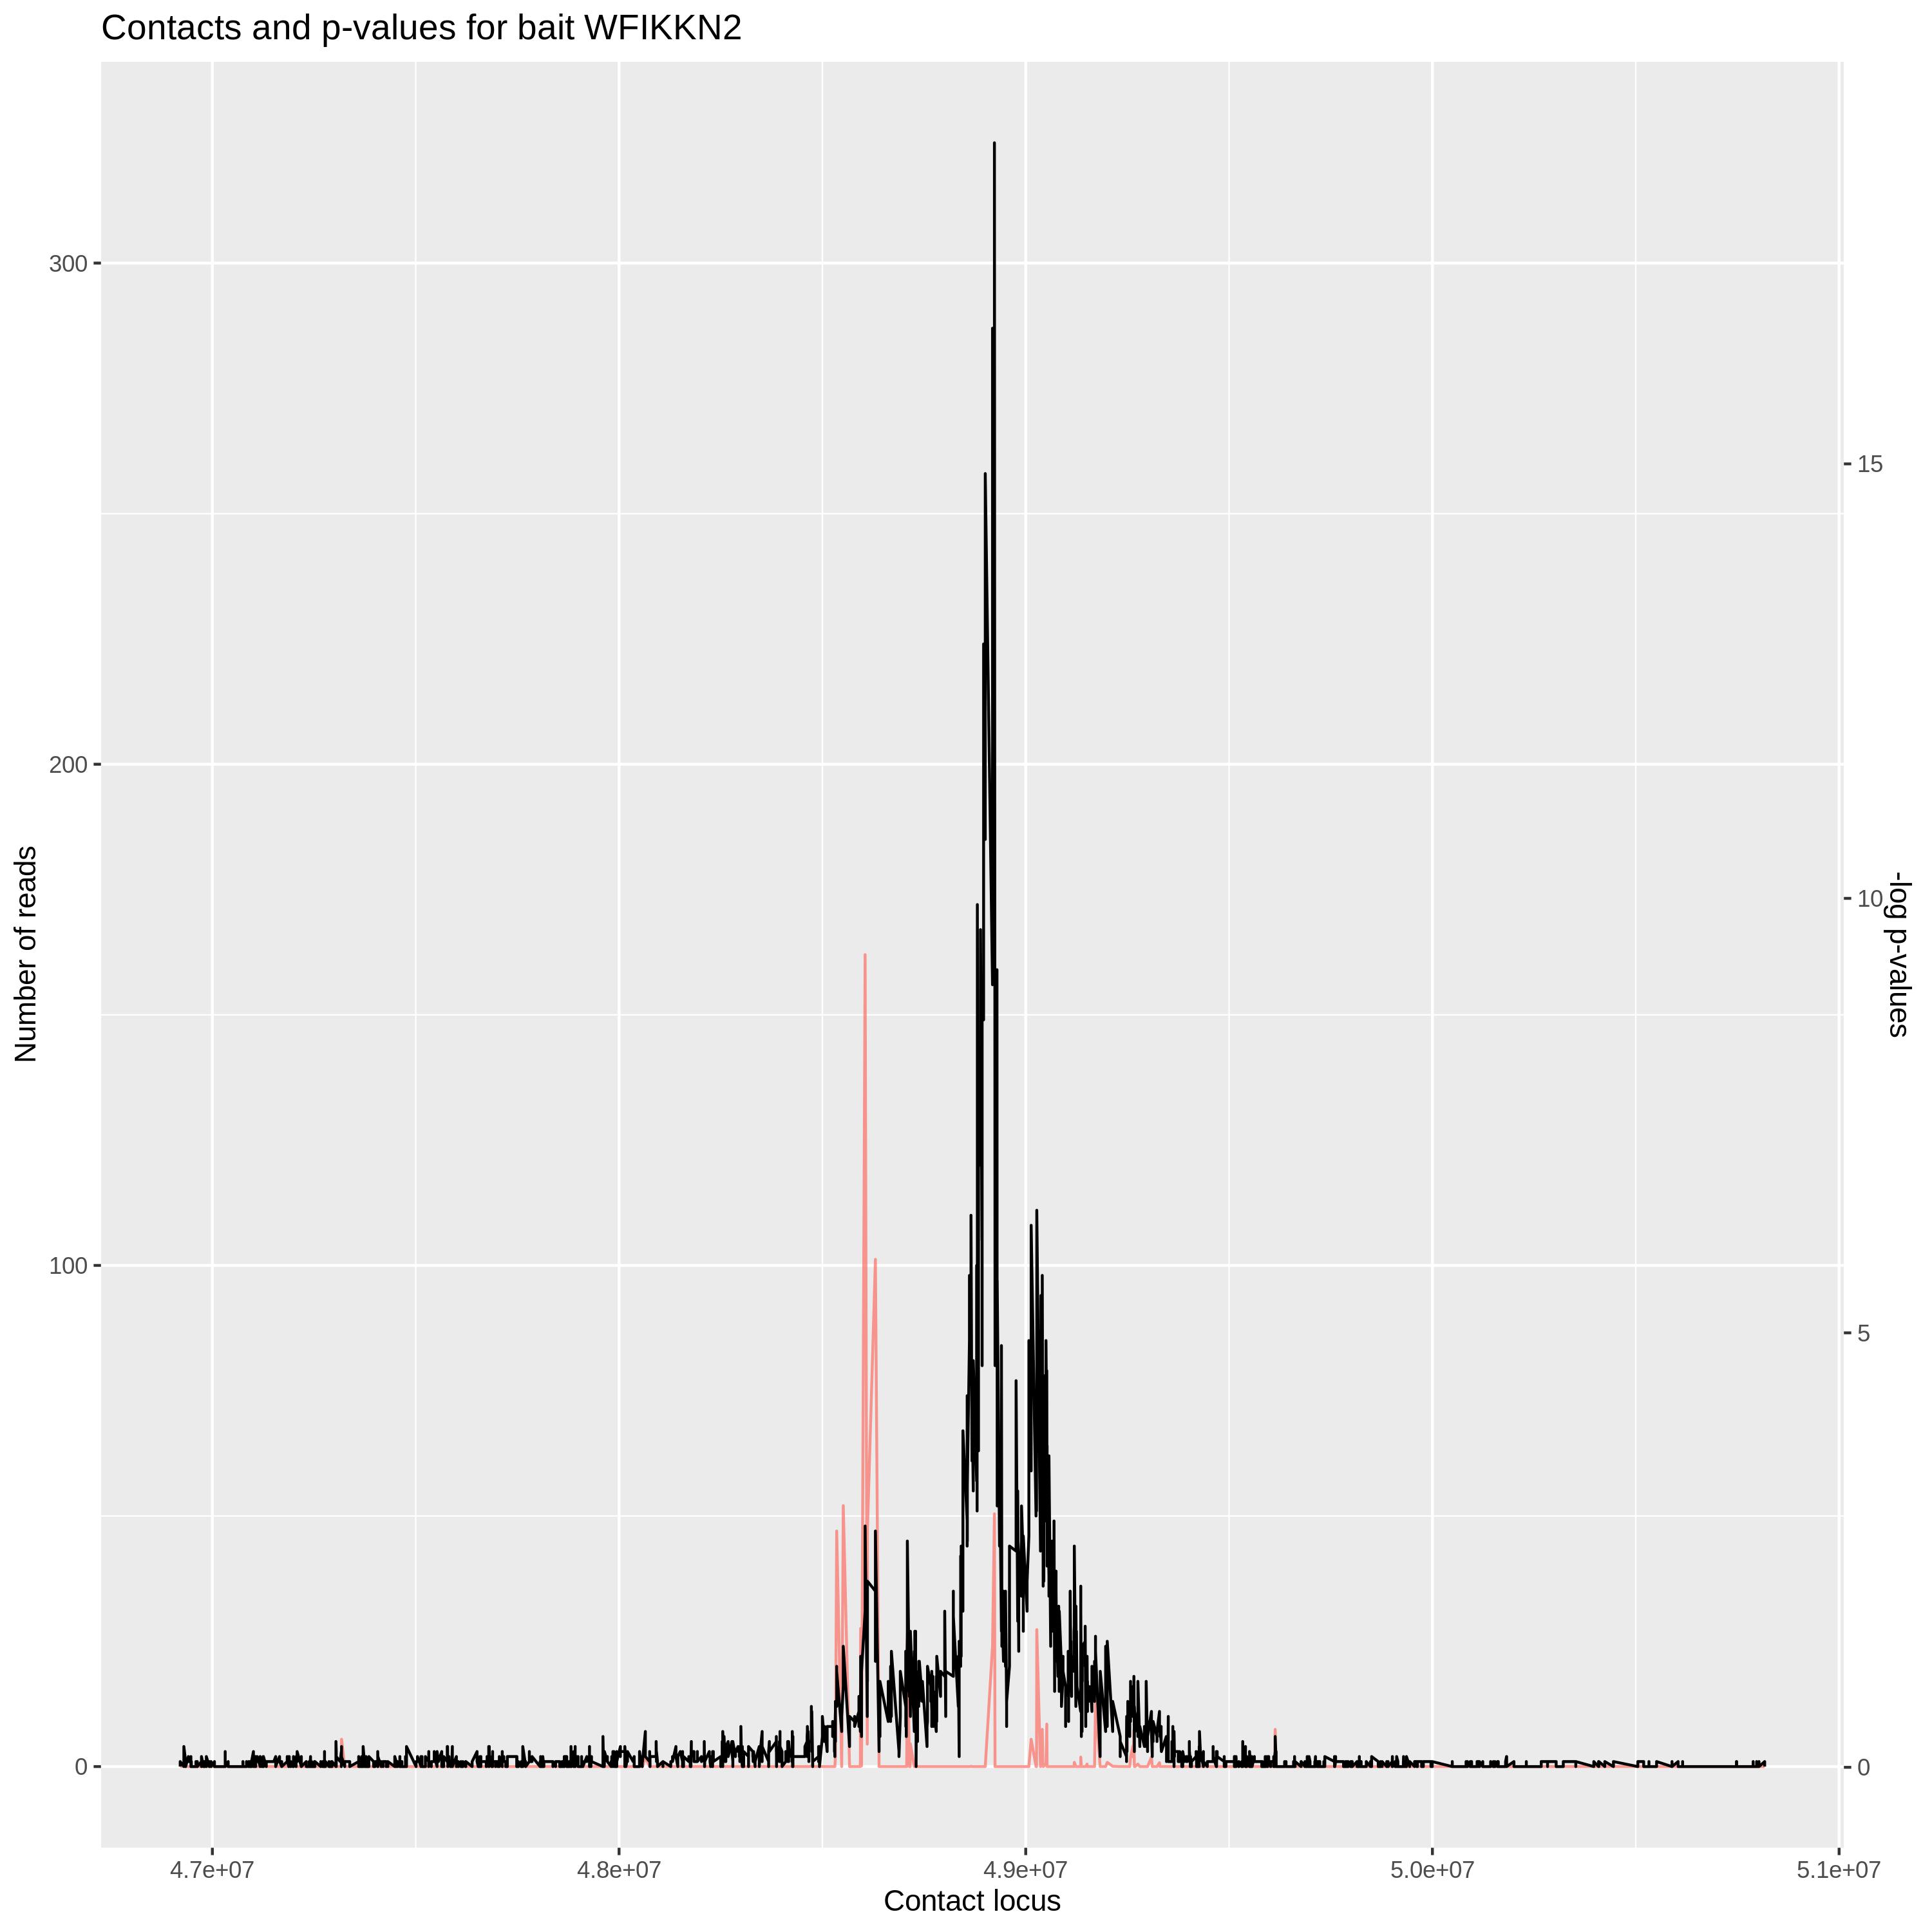 Contacts and p-values for bait WFIKKN2
300
200
100
0
Number of reads
15
10
5
0
-log p-values
4.7e+07
4.8e+07
4.9e+07
5.0e+07
5.1e+07
Contact locus